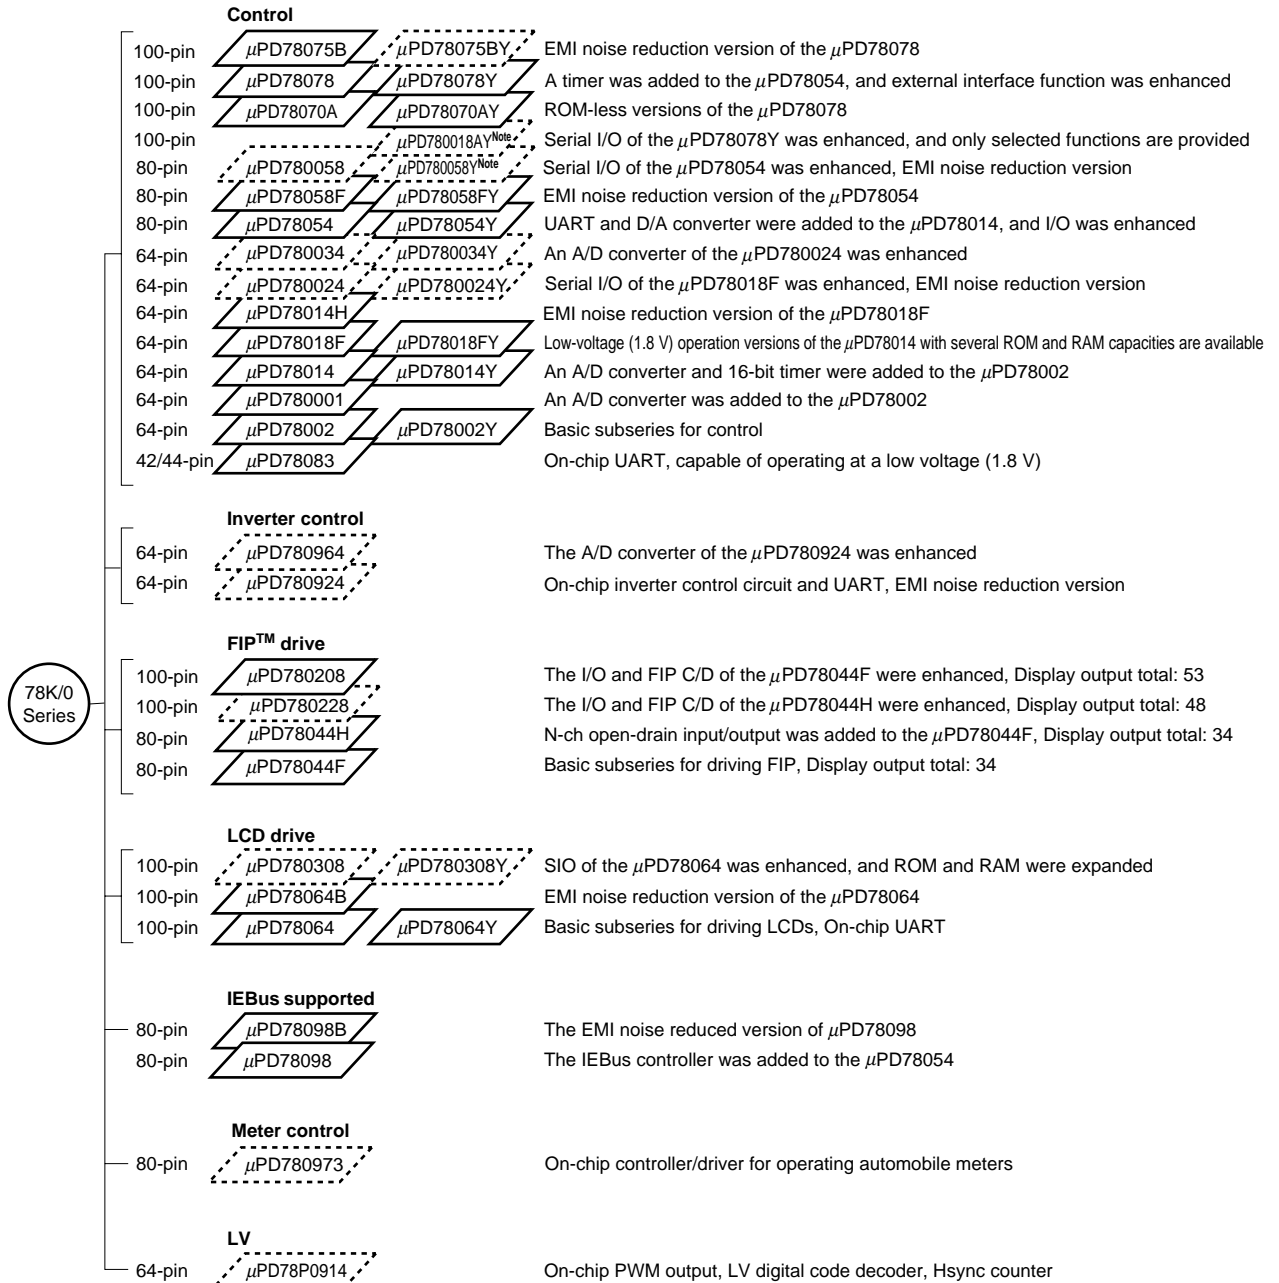 Control
100-pin μPD78075B μPD78075BY EMI noise reduction version of the μPD78078
100-pin μPD78078 μPD78078Y A timer was added to the μPD78054, and external interface function was enhanced
100-pin μPD78070A μPD78070AY ROM-less versions of the μPD78078
100-pin μPD780018AY Note Serial I/O of the μPD78078Y was enhanced, and only selected functions are provided
80-pin μPD780058 μPD780058Y Note Serial I/O of the μPD78054 was enhanced, EMI noise reduction version
80-pin μPD78058F μPD78058FY EMI noise reduction version of the μPD78054
80-pin μPD78054 μPD78054Y UART and D/A converter were added to the μPD78014, and I/O was enhanced
64-pin μPD780034 μPD780034Y An A/D converter of the μPD780024 was enhanced
64-pin μPD780024 μPD780024Y Serial I/O of the μPD78018F was enhanced, EMI noise reduction version
64-pin μPD78014H EMI noise reduction version of the μPD78018F
64-pin μPD78018F μPD78018FY Low-voltage (1.8 V) operation versions of the μPD78014 with several ROM and RAM capacities are available
64-pin μPD78014 μPD78014Y An A/D converter and 16-bit timer were added to the μPD78002
64-pin μPD780001 An A/D converter was added to the μPD78002
64-pin μPD78002 μPD78002Y Basic subseries for control
42/44-pin μPD78083 On-chip UART, capable of operating at a low voltage (1.8 V)
Inverter control
64-pin μPD780964 The A/D converter of the μPD780924 was enhanced
64-pin μPD780924 On-chip inverter control circuit and UART, EMI noise reduction version
78K/0
Series
FIP™ drive
100-pin μPD780208 The I/O and FIP C/D of the μPD78044F were enhanced, Display output total: 53
100-pin μPD780228 The I/O and FIP C/D of the μPD78044H were enhanced, Display output total: 48
80-pin μPD78044H N-ch open-drain input/output was added to the μPD78044F, Display output total: 34
80-pin μPD78044F Basic subseries for driving FIP, Display output total: 34
LCD drive
100-pin μPD780308 μPD780308Y SIO of the μPD78064 was enhanced, and ROM and RAM were expanded
100-pin μPD78064B EMI noise reduction version of the μPD78064
100-pin μPD78064 μPD78064Y Basic subseries for driving LCDs, On-chip UART
IEBus supported
80-pin μPD78098B The EMI noise reduced version of μPD78098
80-pin μPD78098 The IEBus controller was added to the μPD78054
Meter control
80-pin μPD780973 On-chip controller/driver for operating automobile meters
LV
64-pin μPD78P0914 On-chip PWM output, LV digital code decoder, Hsync counter